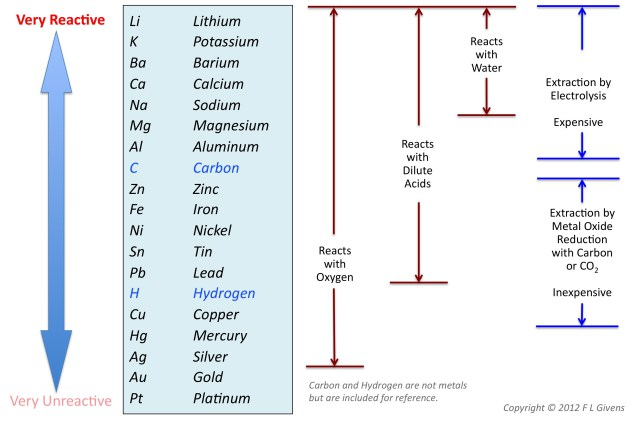 Very Reactive
Li Lithium
K Potassium
Ba Barium
Ca Calcium
Na Sodium
Mg Magnesium
Al Aluminum
C Carbon
Zn Zinc
Fe Iron
Ni Nickel
Sn Tin
Pb Lead
H Hydrogen
Cu Copper
Hg Mercury
Ag Silver
Au Gold
Pt Platinum
Very Unreactive
Reacts
with
Oxygen
Reacts
with
Dilute
Acids
Reacts
with
Water
Extraction by
Electrolysis
Expensive
Extraction by
Metal Oxide
Reduction
with Carbon
or CO₂
Inexpensive
Carbon and Hydrogen are not metals
but are included for reference.
Copyright © 2012 F L Givens